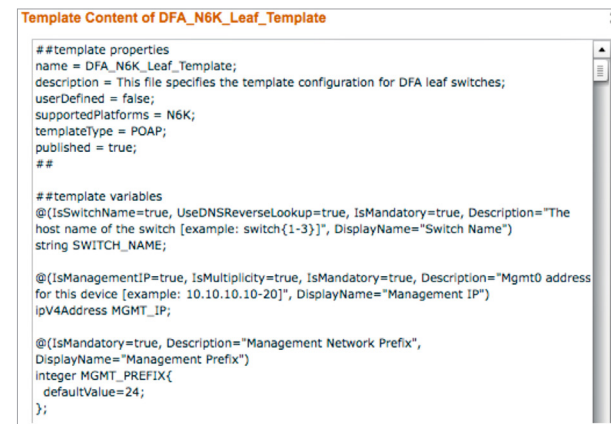 Template Content of DFA_N6K_Leaf_Template
##template properties
name = DFA_N6K_Leaf_Template;
description = This file specifies the template configuration for DFA leaf switches;
userDefined = false;
supportedPlatforms = N6K;
templateType = POAP;
published = true;
##
##template variables
@(IsSwitchName=true, UseDNSReverseLookup=true, IsMandatory=true, Description="The
host name of the switch [example: switch{1-3}]", DisplayName="Switch Name")
string SWITCH_NAME;
@(IsManagementIP=true, IsMultiplicity=true, IsMandatory=true, Description="Mgmt0 address
for this device [example: 10.10.10.10-20]", DisplayName="Management IP")
ipV4Address MGMT_IP;
@(IsMandatory=true, Description="Management Network Prefix",
DisplayName="Management Prefix")
integer MGMT_PREFIX{
defaultValue=24;
};